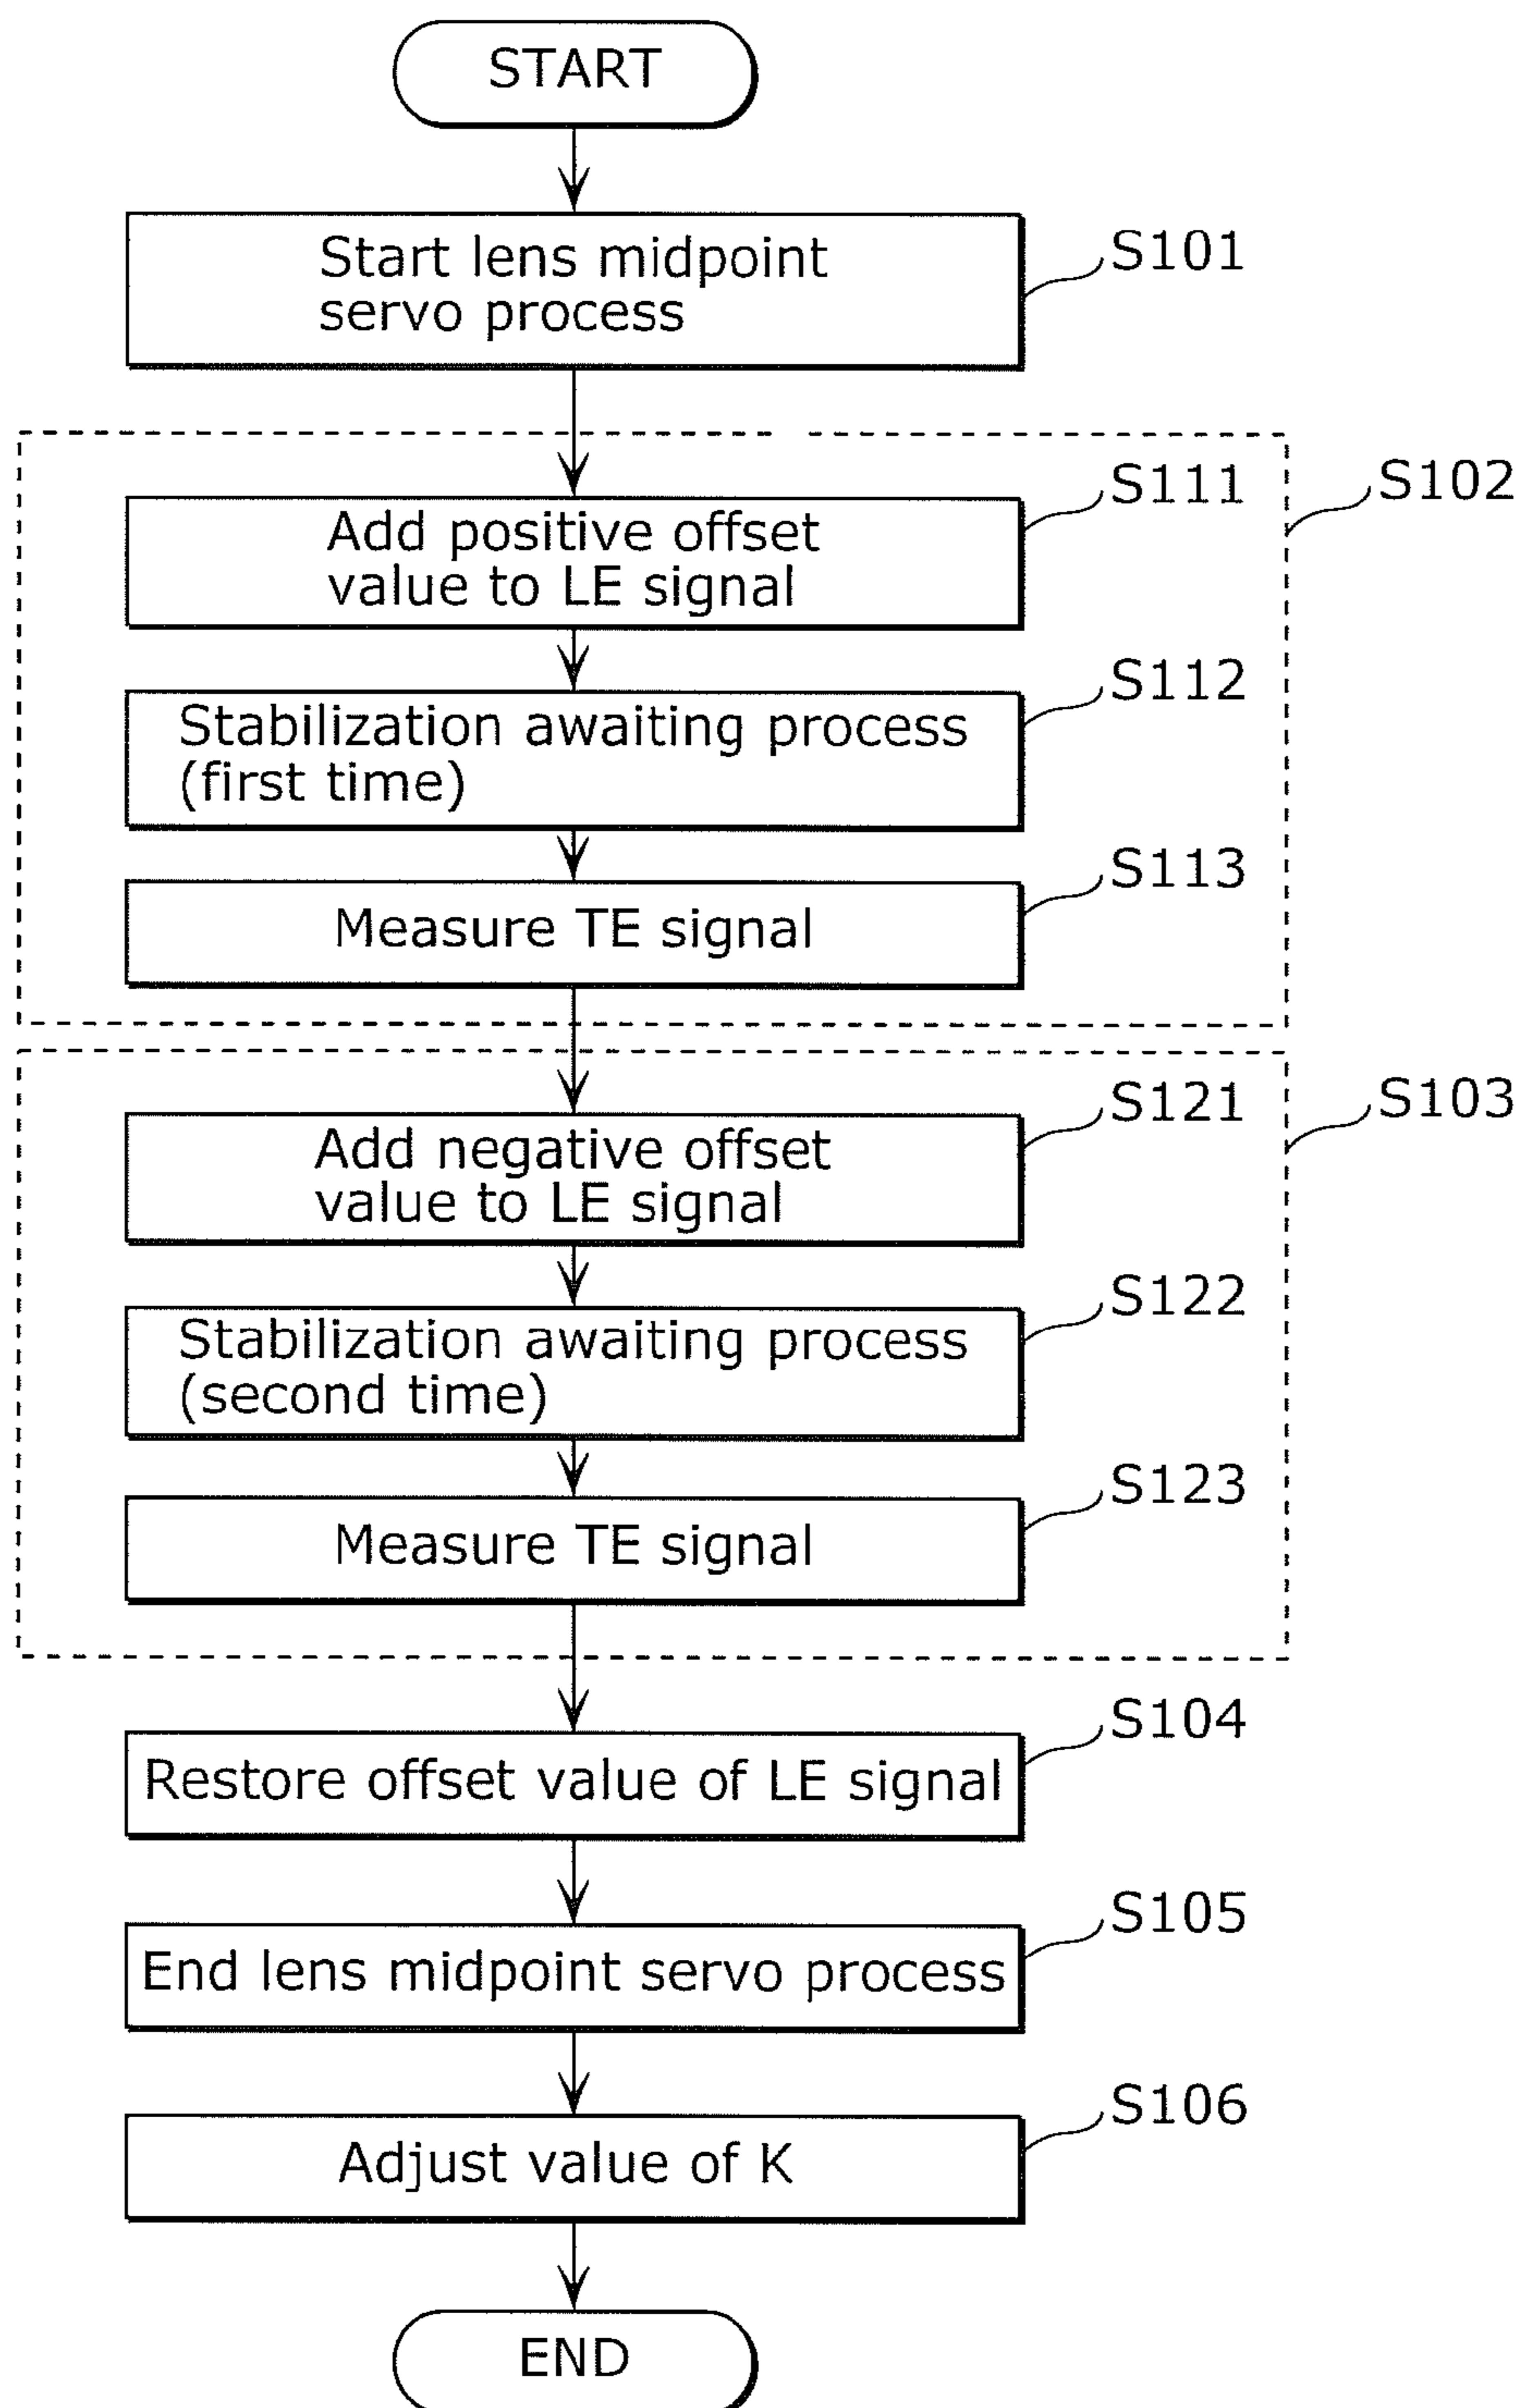 START
Start lens midpoint
servo process
S101
S102
Add positive offset
value to LE signal
S111
Stabilization awaiting process
(first time)
S112
Measure TE signal
S113
S103
Add negative offset
value to LE signal
S121
Stabilization awaiting process
(second time)
S122
Measure TE signal
S123
Restore offset value of LE signal
S104
End lens midpoint servo process
S105
Adjust value of K
S106
END